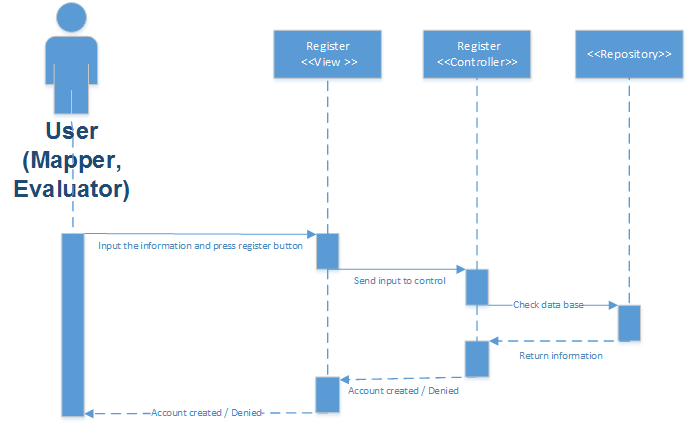 Register
<<View >>
Register
<<Controller>>
<<Repository>>
User
(Mapper,
Evaluator)
Input the information and press register button
Send input to control
Check data base
Return information
Account created / Denied
Account created / Denied